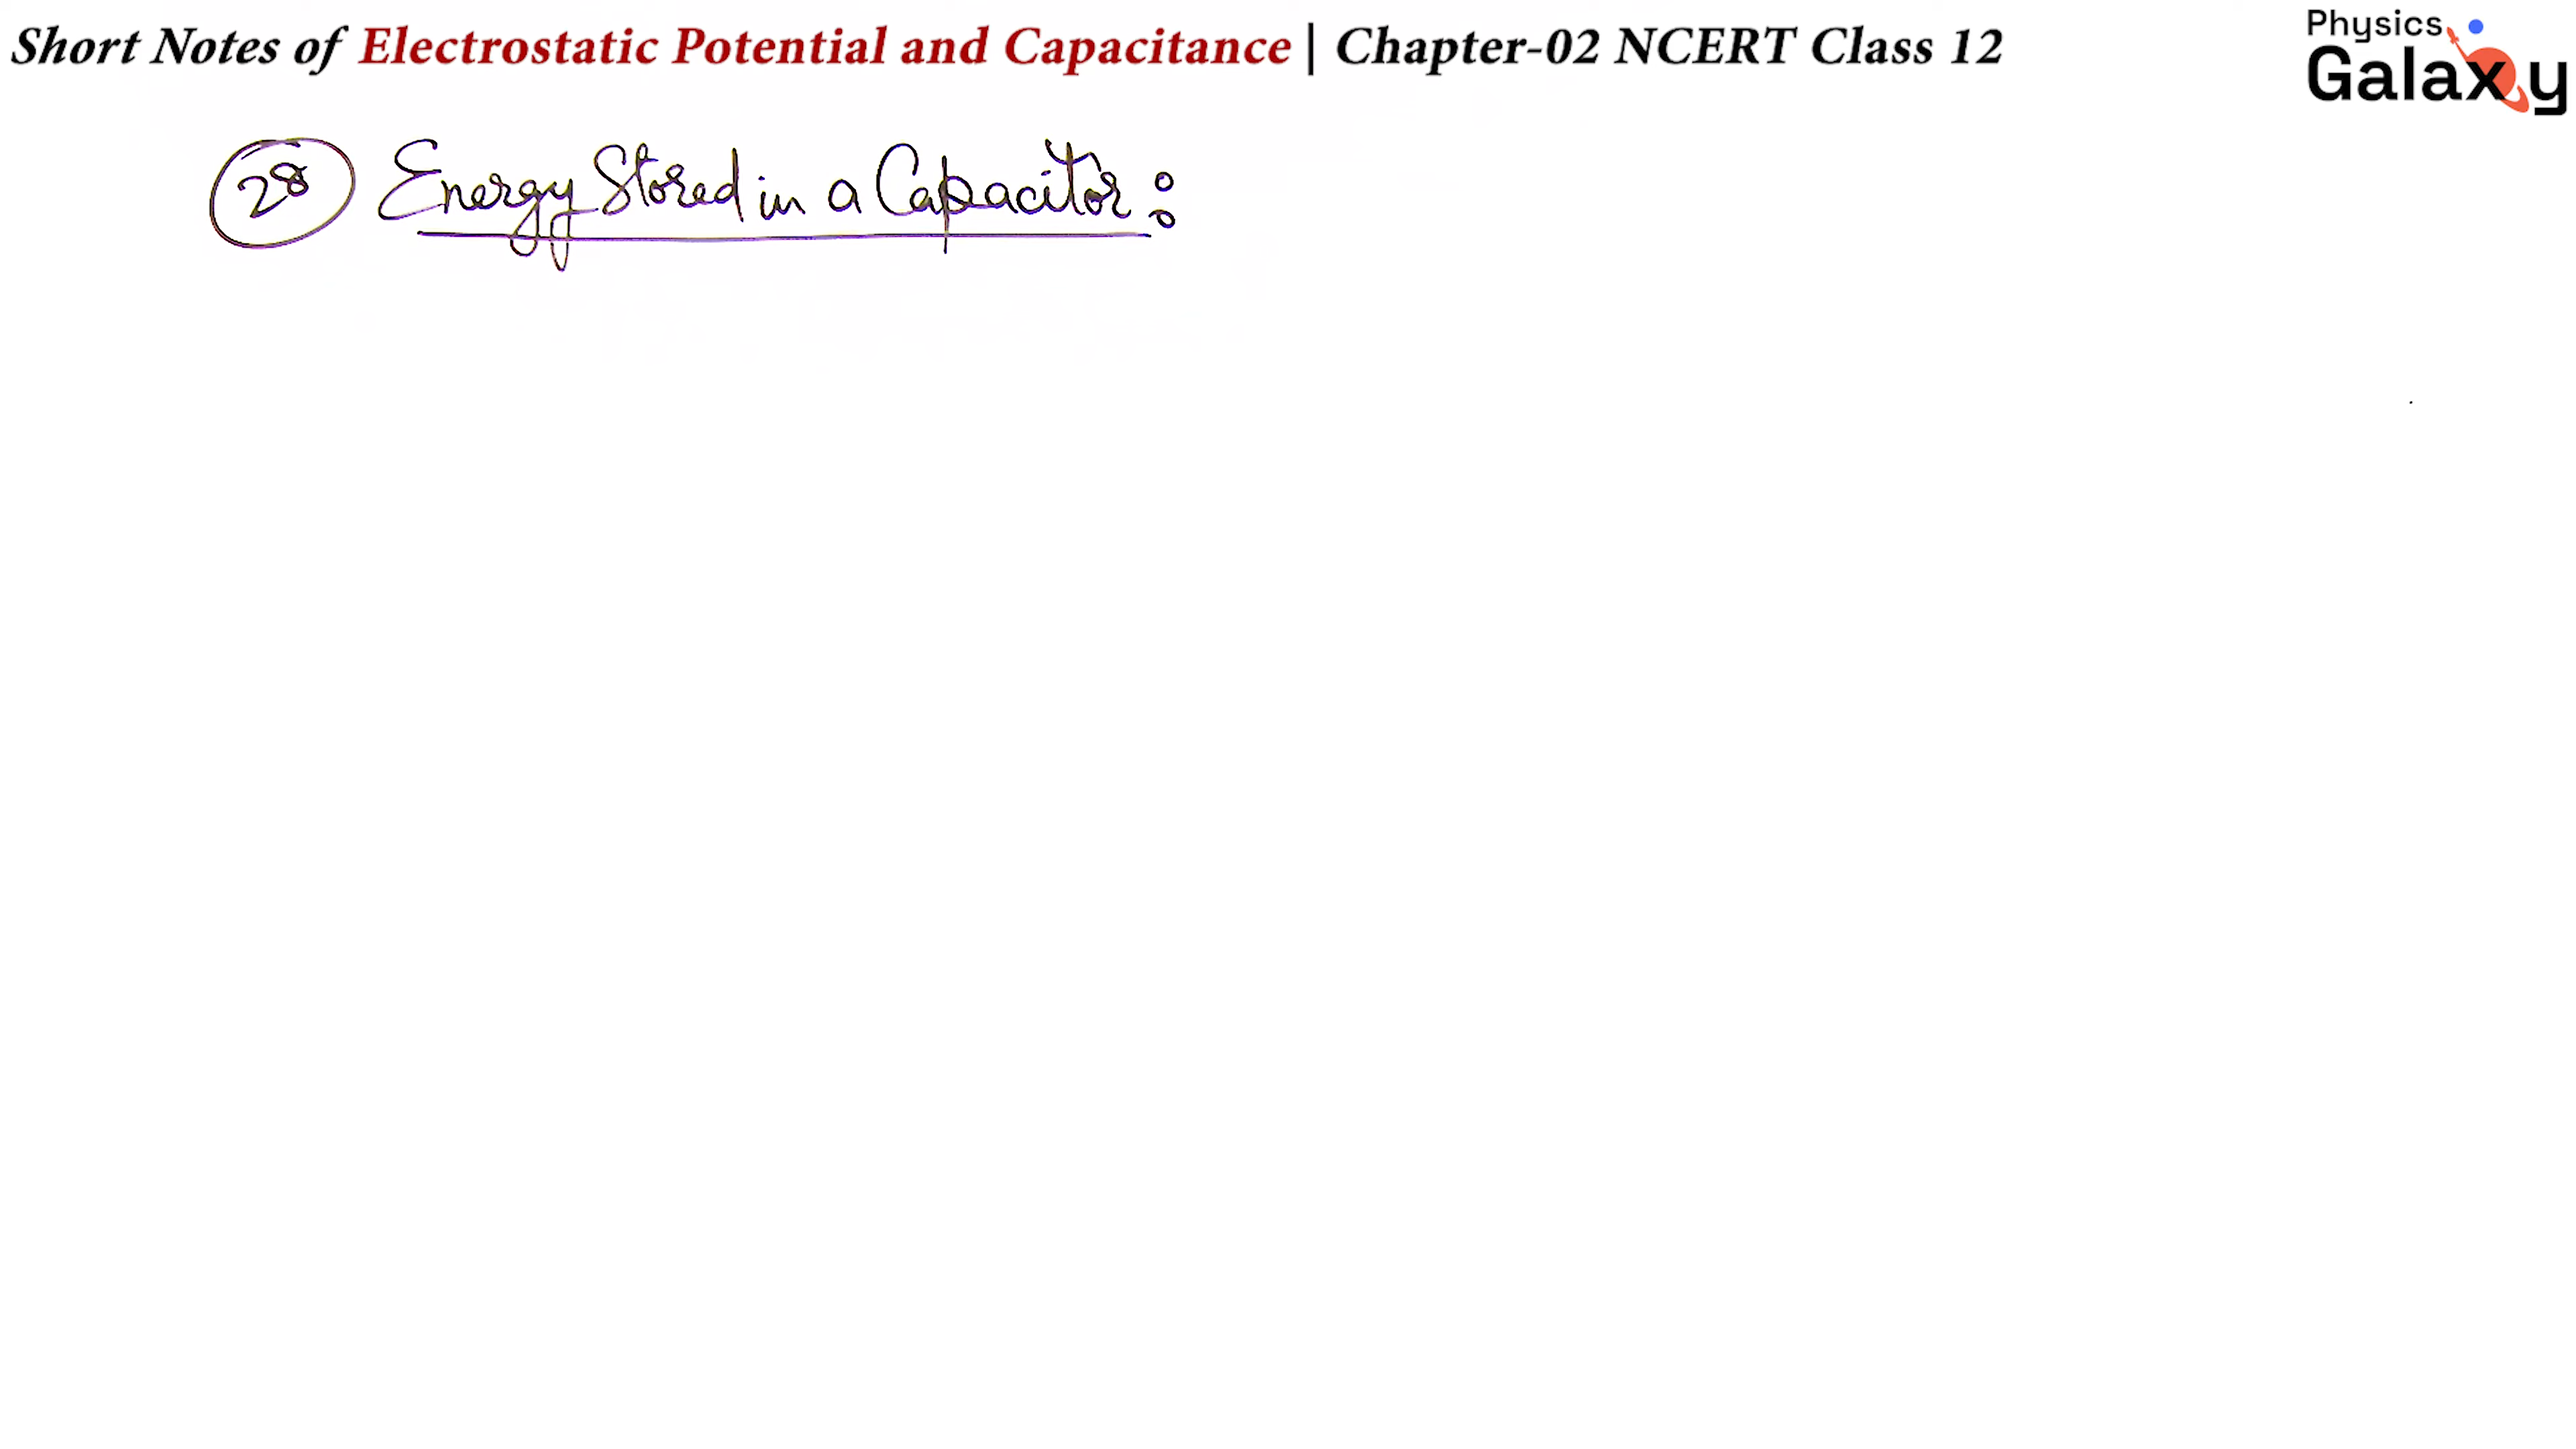 Short Notes of Electrostatic Potential and Capacitance | Chapter-02 NCERT Class 12
Physics
Galaxy
28 Energy Stored in a Capacitor :